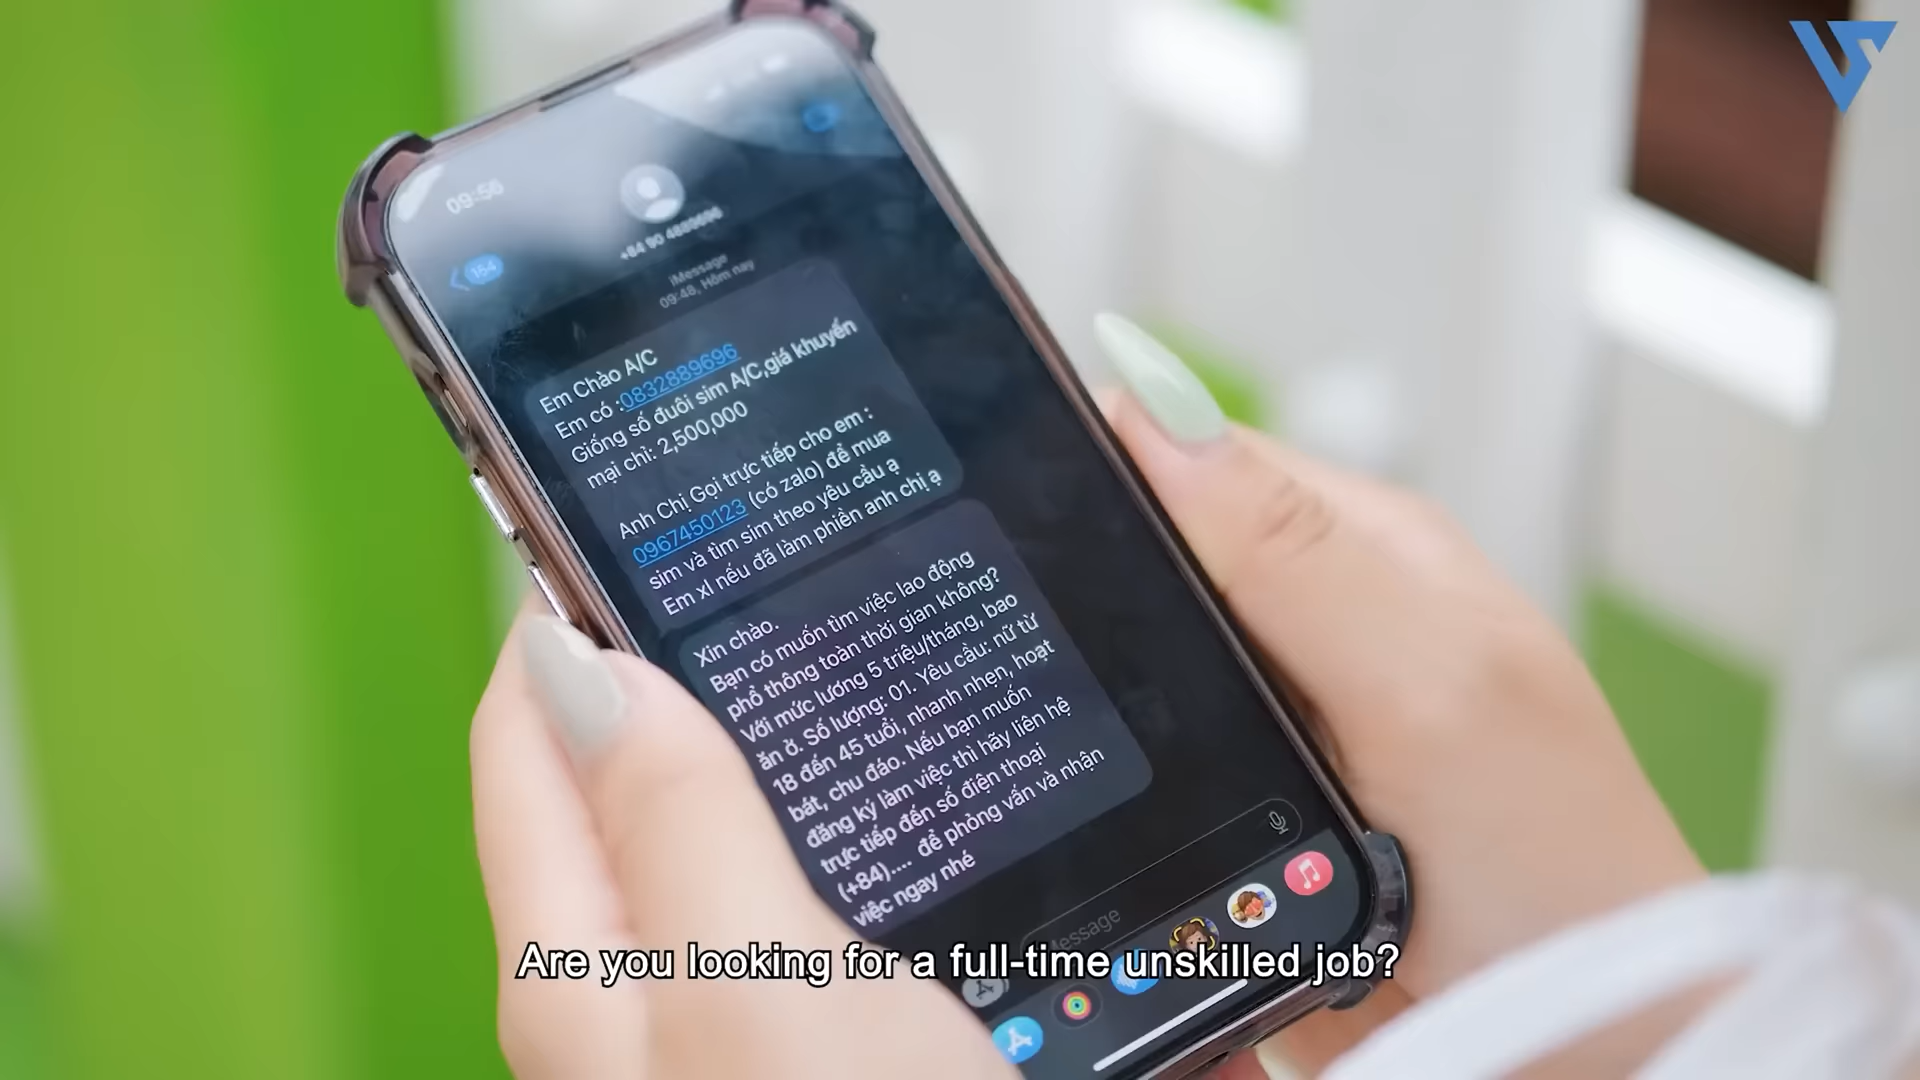 09:56
154
+84 90 4889696
iMessage
09:48, Hôm nay
Em Chào A/C
Em có :0832889696
Giống số đuôi sim A/C,giá khuyến
mại chỉ: 2,500,000
Anh Chị Gọi trực tiếp cho em :
0967450123 (có zalo) để mua
sim và tìm sim theo yêu cầu ạ
Em xl nếu đã làm phiền anh chị ạ
Xin chào.
Bạn có muốn tìm việc lao động
phổ thông toàn thời gian không?
Với mức lương 5 triệu/tháng, bao
ăn ở. Số lượng: 01. Yêu cầu: nữ từ
18 đến 45 tuổi, nhanh nhẹn, hoạt
bát, chu đáo. Nếu bạn muốn
đăng ký làm việc thì hãy liên hệ
trực tiếp đến số điện thoại
(+84).... để phỏng vấn và nhận
việc ngay nhé
Message
Are you looking for a full-time unskilled job?